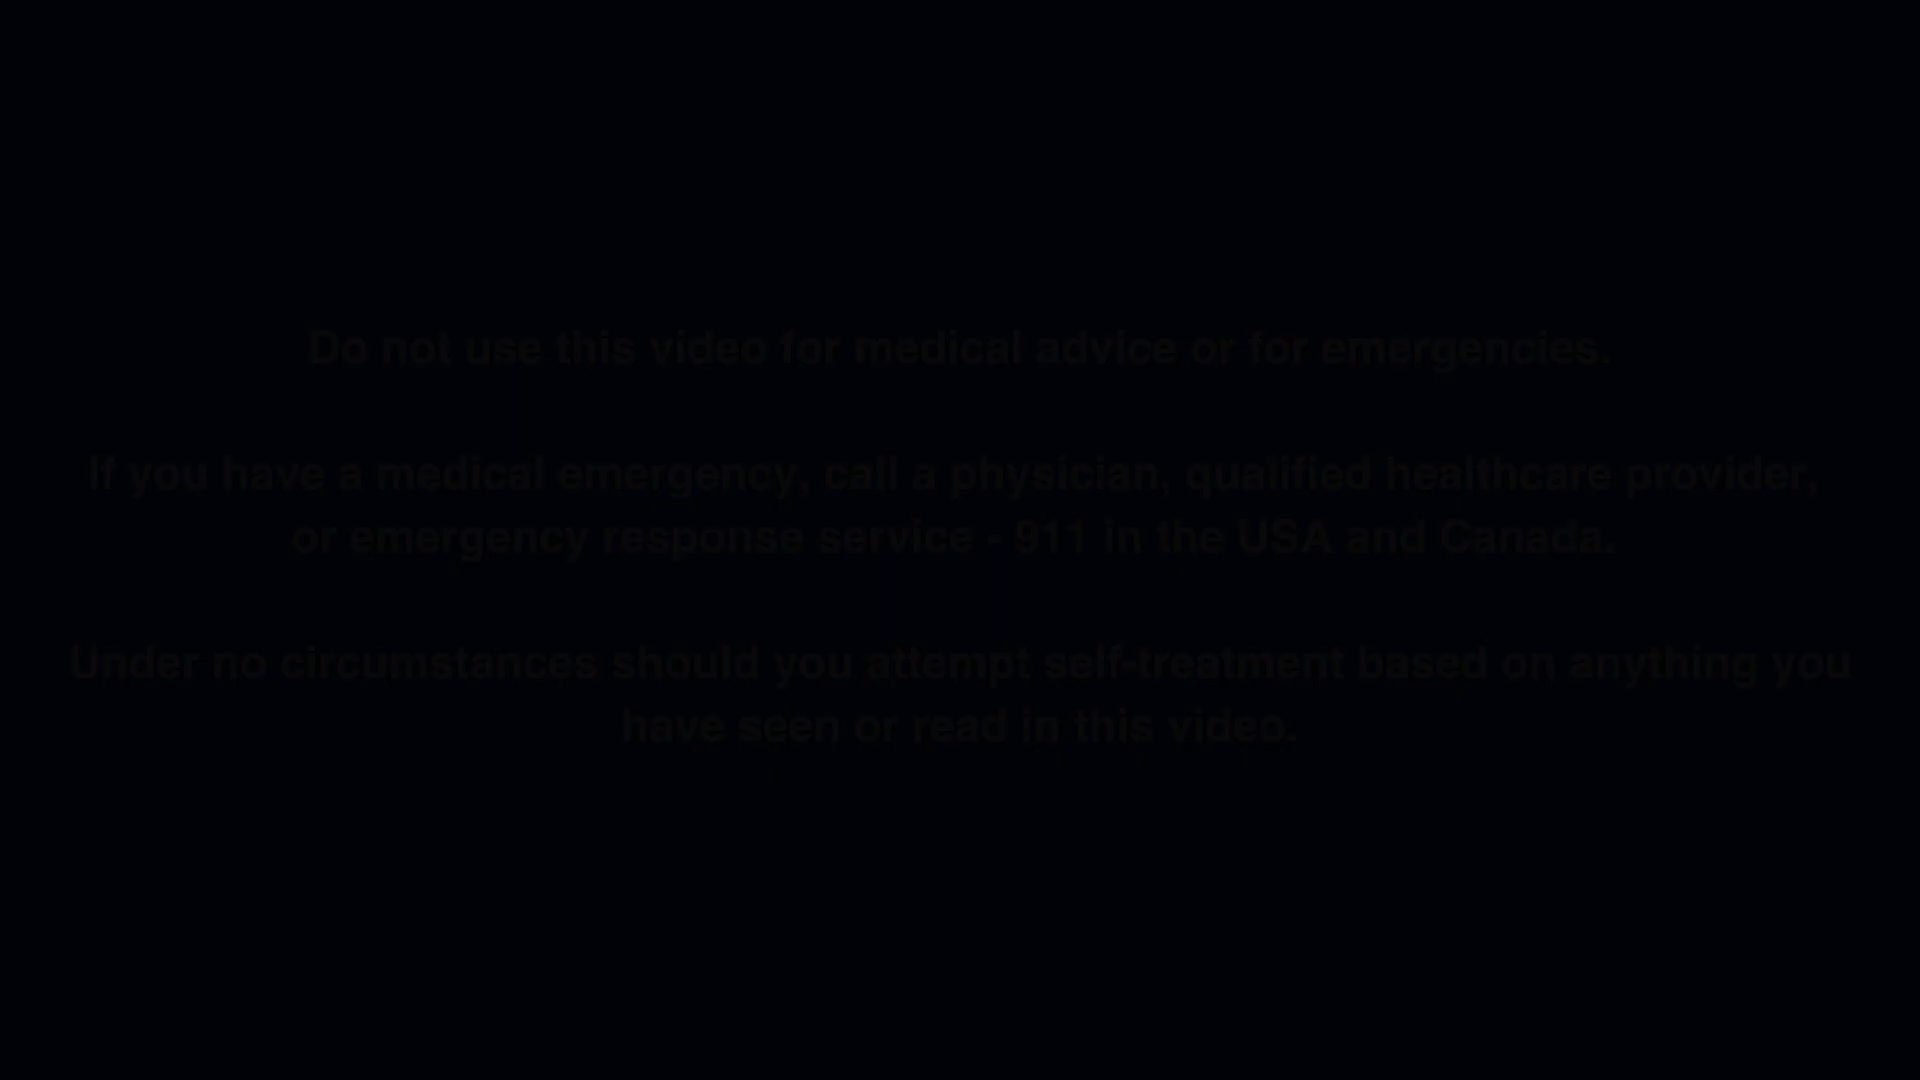 Do not use this video for medical advice or for emergencies.
If you have a medical emergency, call a physician, qualified healthcare provider,
or emergency response service - 911 in the USA and Canada.
Under no circumstances should you attempt self-treatment based on anything you
have seen or read in this video.